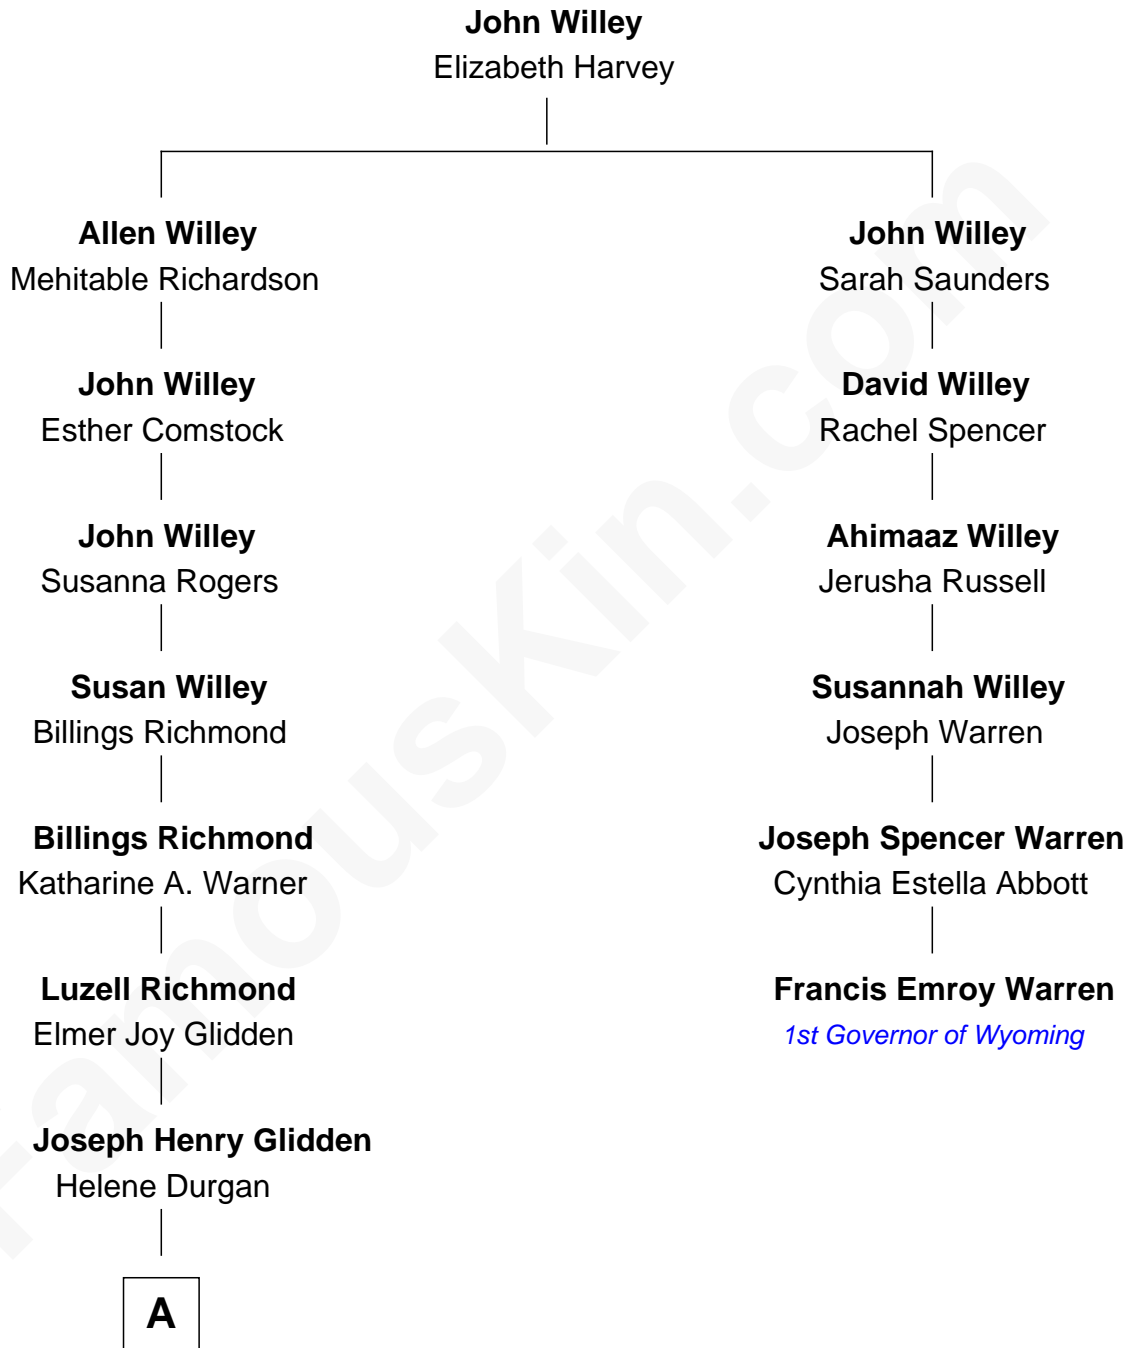 John Willey
Elizabeth Harvey
Allen Willey
Mehitable Richardson
John Willey
Sarah Saunders
John Willey
Esther Comstock
David Willey
Rachel Spencer
John Willey
Susanna Rogers
Ahimaaz Willey
Jerusha Russell
Susan Willey
Billings Richmond
Susannah Willey
Joseph Warren
Billings Richmond
Katharine A. Warner
Joseph Spencer Warren
Cynthia Estella Abbott
Luzell Richmond
Elmer Joy Glidden
Francis Emroy Warren
1st Governor of Wyoming
Joseph Henry Glidden
Helene Durgan
A
FamousKin.com